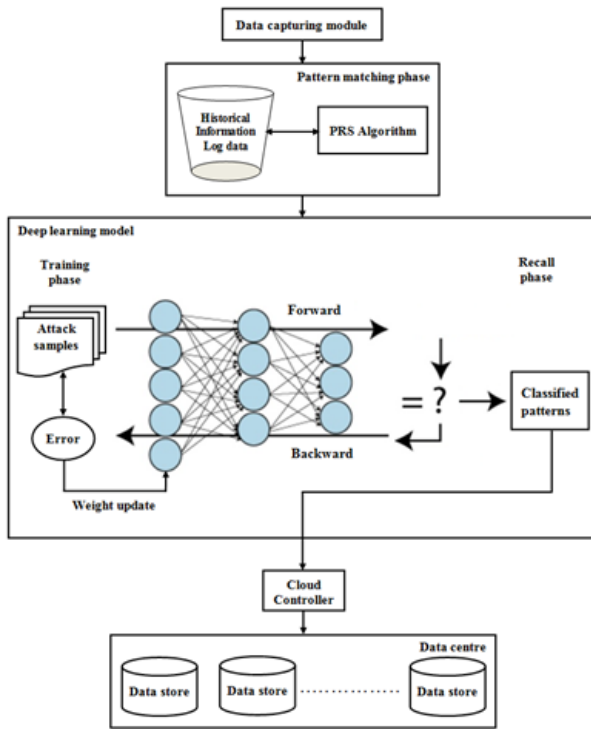 Data capturing module
Pattern matching phase
Historical
Information
Log data
PRS Algorithm
Deep learning model
Training
phase
Recall
phase
Attack
samples
Forward
= ?
Classified
patterns
Error
Backward
Weight update
Cloud
Controller
Data centre
Data store
Data store
Data store